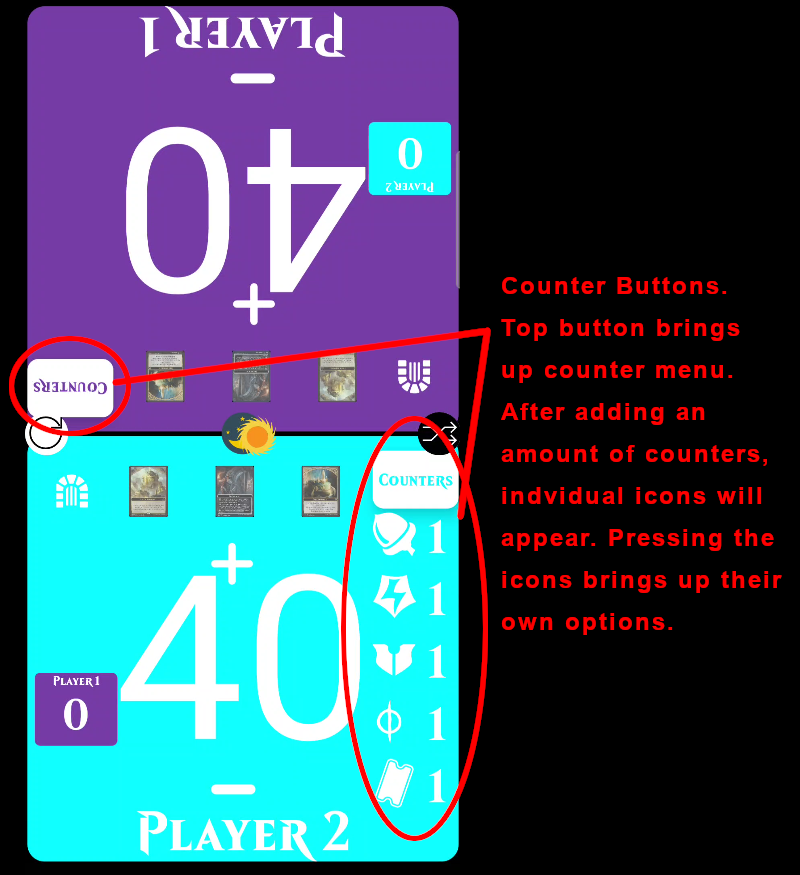 PLAYER 1
40
0
PLAYER 2
COUNTERS
COUNTERS
1
1
1
1
1
40
PLAYER 1
0
PLAYER 2
Counter Buttons.
Top button brings
up counter menu.
After adding an
amount of counters,
indvidual icons will
appear. Pressing the
icons brings up their
own options.